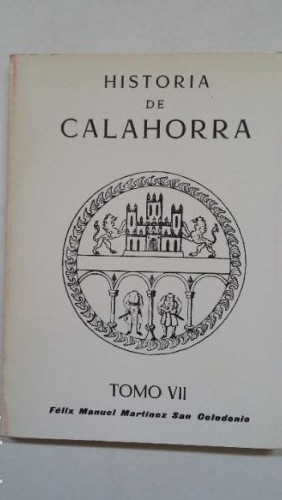 HISTORIA
DE
CALAHORRA
TOMO VII
Félix Manuel Martínez San Celedonio